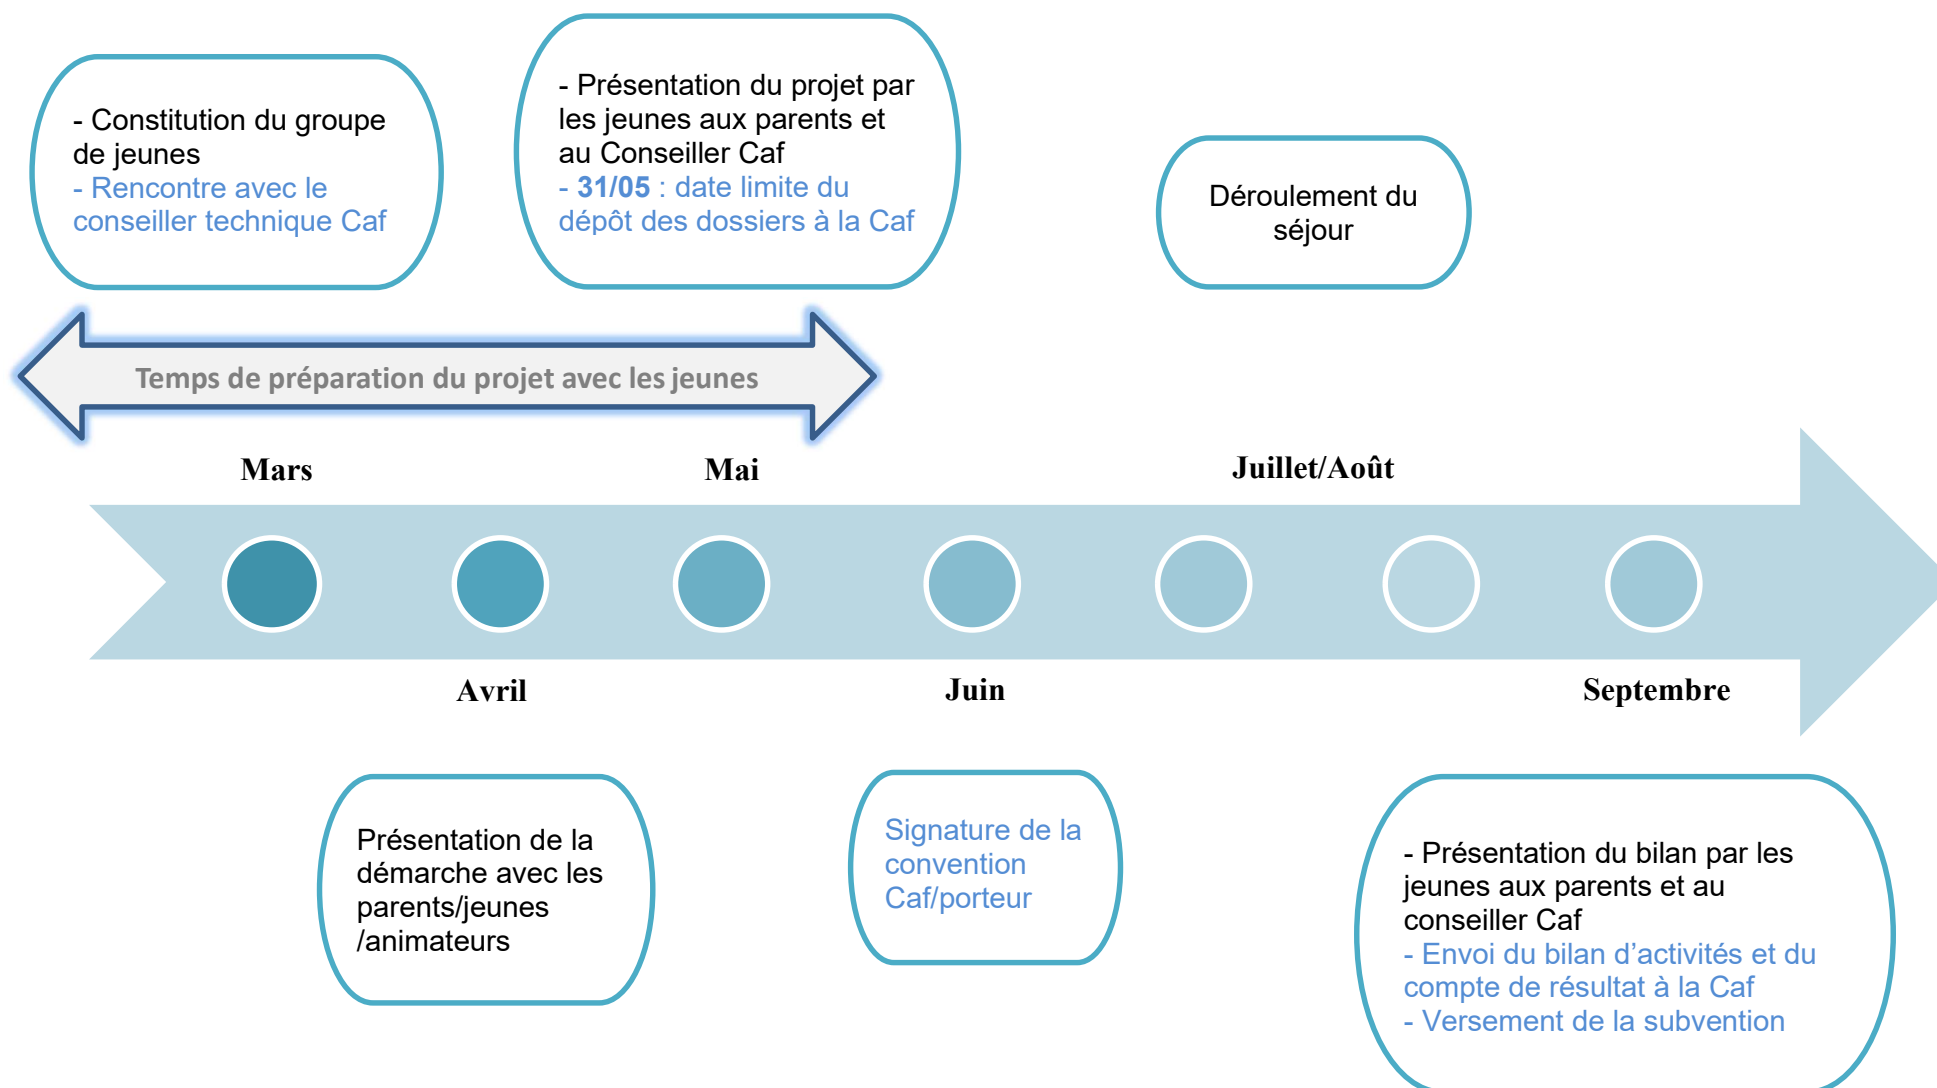 - Constitution du groupe
de jeunes
- Rencontre avec le
conseiller technique Caf
- Présentation du projet par
les jeunes aux parents et
au Conseiller Caf
- 31/05 : date limite du
dépôt des dossiers à la Caf
Déroulement du
séjour
Temps de préparation du projet avec les jeunes
Mars
Mai
Juillet/Août
Avril
Juin
Septembre
Présentation de la
démarche avec les
parents/jeunes
/animateurs
Signature de la
convention
Caf/porteur
- Présentation du bilan par les
jeunes aux parents et au
conseiller Caf
- Envoi du bilan d’activités et du
compte de résultat à la Caf
- Versement de la subvention